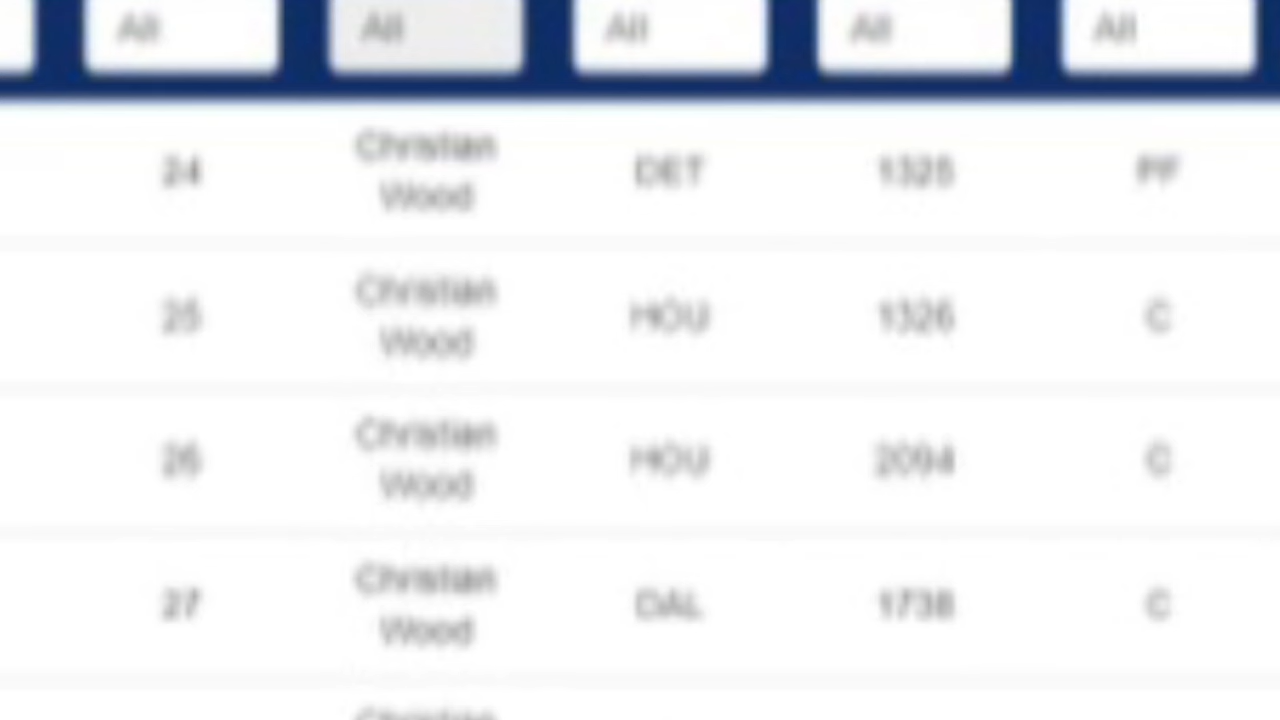 All All All All All
24 Christian Wood DET 1325 PF
25 Christian Wood HOU 1326 C
26 Christian Wood HOU 2094 C
27 Christian Wood DAL 1738 C
Christian